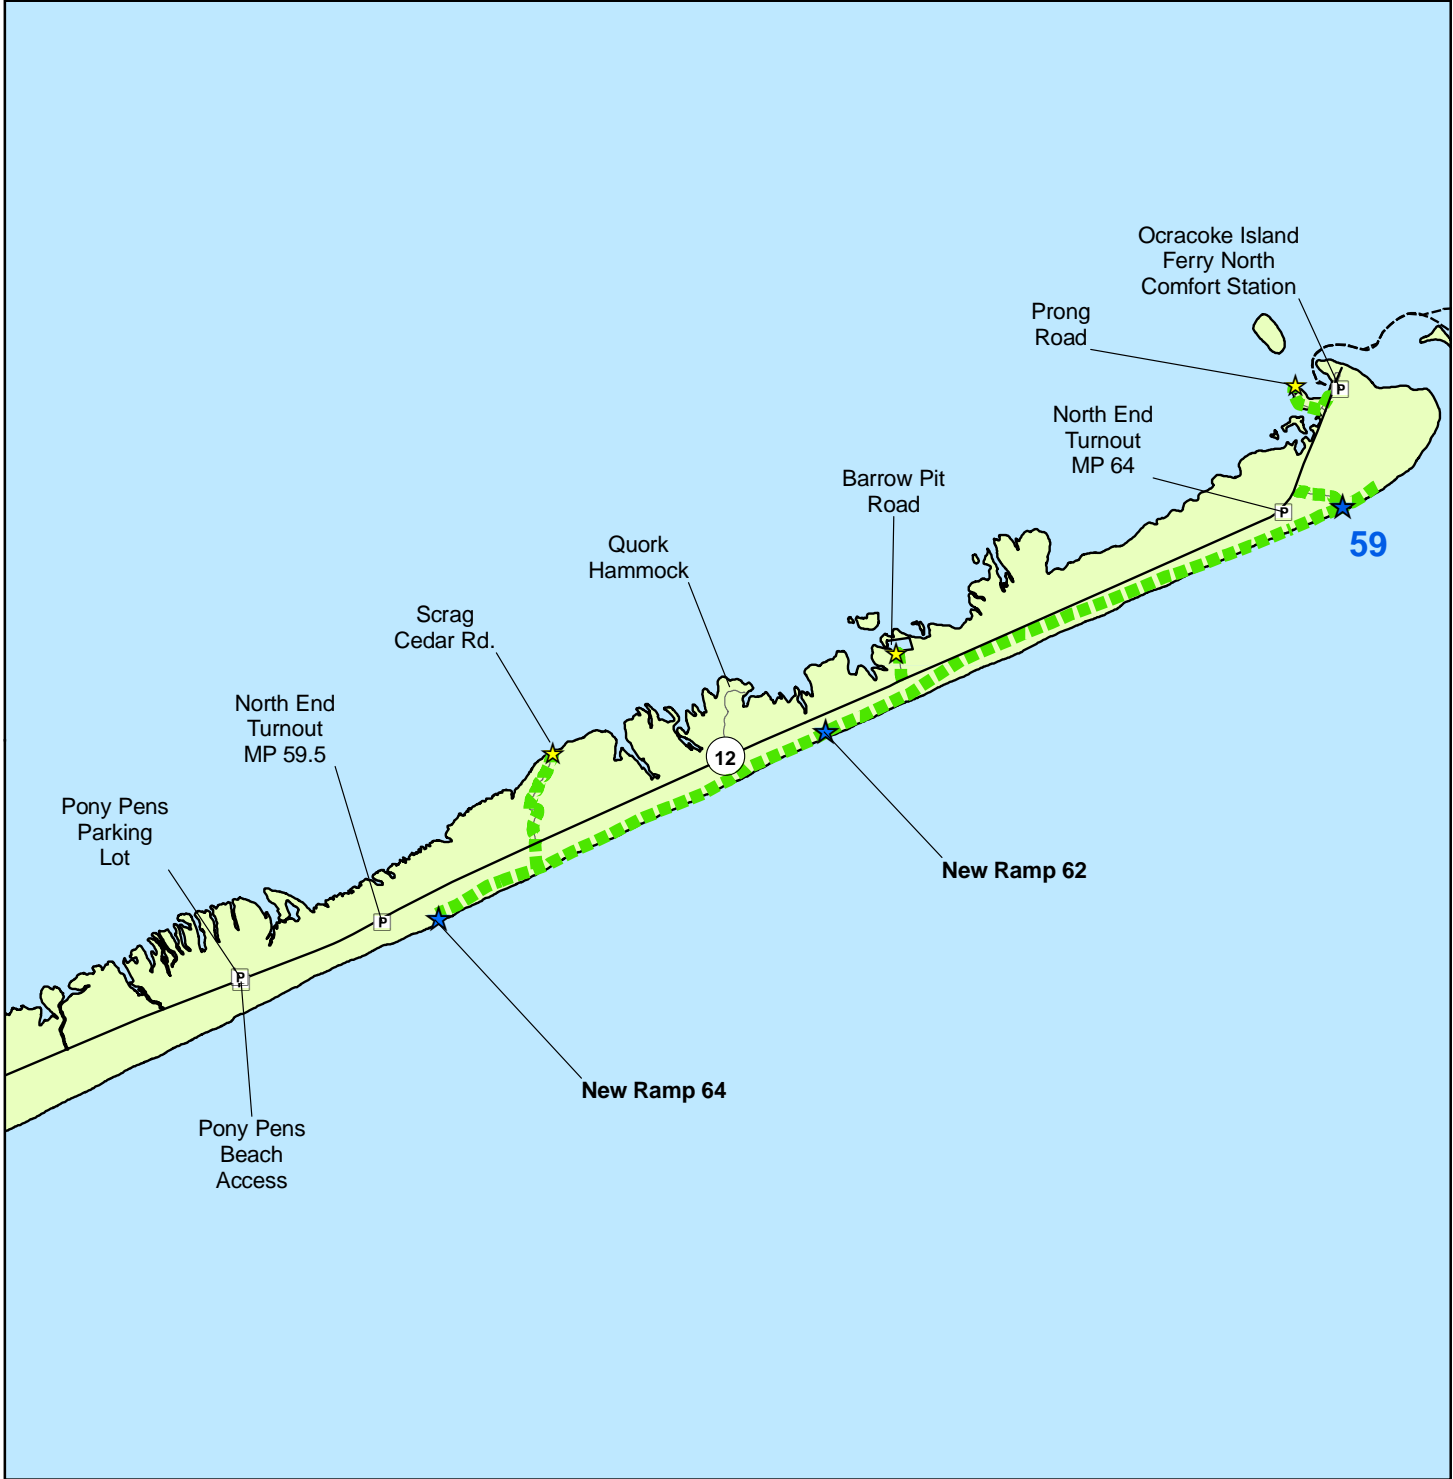 Ocracoke Island
Ferry North
Comfort Station
Prong
Road
North End
Turnout
MP 64
Barrow Pit
Road
Quork
Hammock
Scrag
Cedar Rd.
North End
Turnout
MP 59.5
Pony Pens
Parking
Lot
P
P
59
12
P
P
New Ramp 62
New Ramp 64
Pony Pens
Beach
Access